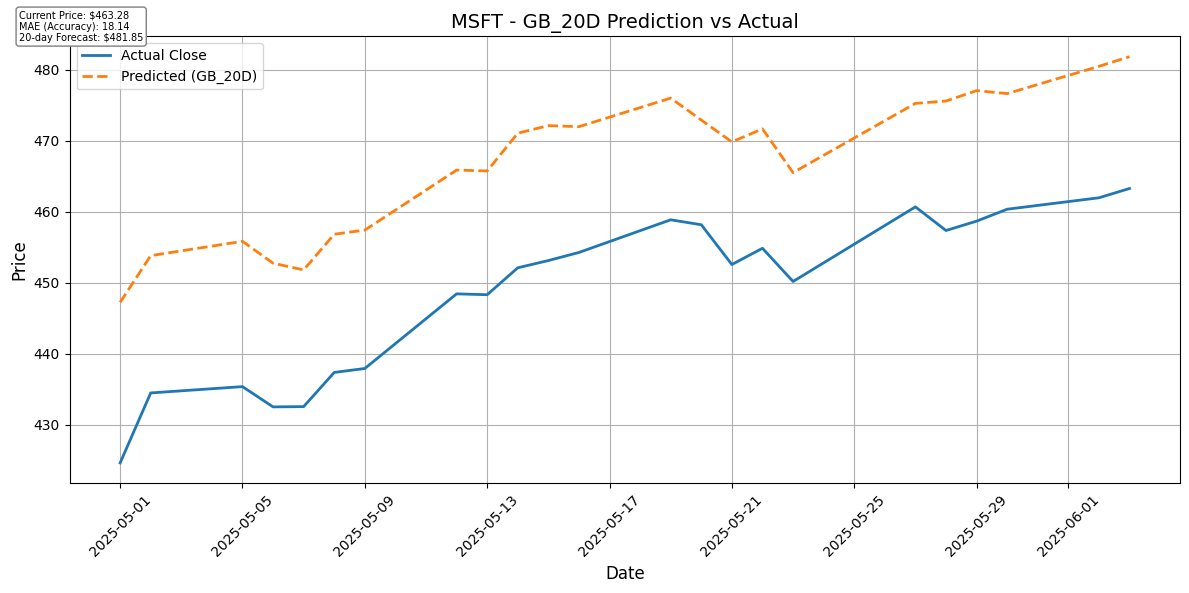 MSFT - GB_20D Prediction vs Actual
Current Price: $463.28
MAE (Accuracy): 18.14
20-day Forecast: $481.85
Actual Close
Predicted (GB_20D)
Price
480
470
460
450
440
430
2025-05-01
2025-05-05
2025-05-09
2025-05-13
2025-05-17
2025-05-21
2025-05-25
2025-05-29
2025-06-01
Date